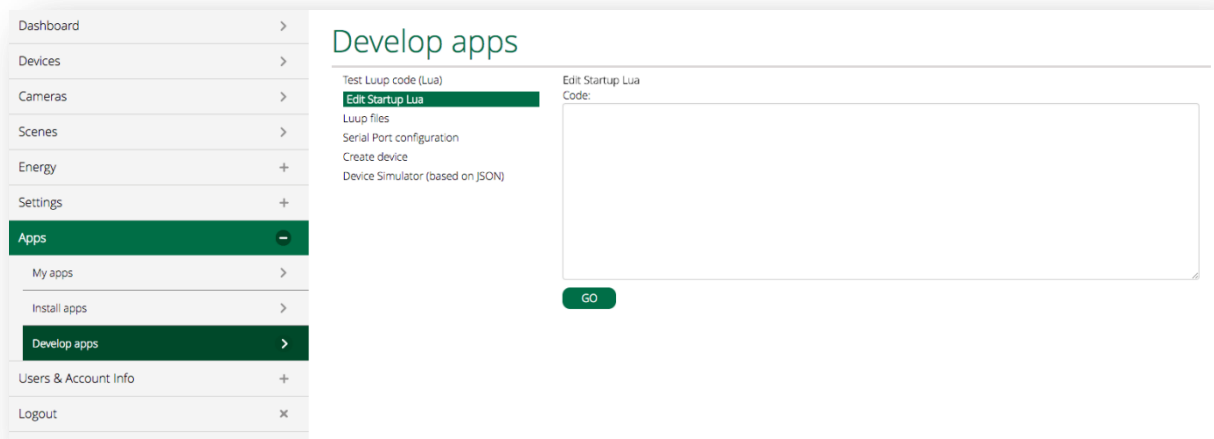 Dashboard
Devices
Cameras
Scenes
Energy
Settings
Apps
My apps
Install apps
Develop apps
Users & Account Info
Logout
Develop apps
Test Luup code (Lua)
Edit Startup Lua
Luup files
Serial Port configuration
Create device
Device Simulator (based on JSON)
Edit Startup Lua
Code:
GO